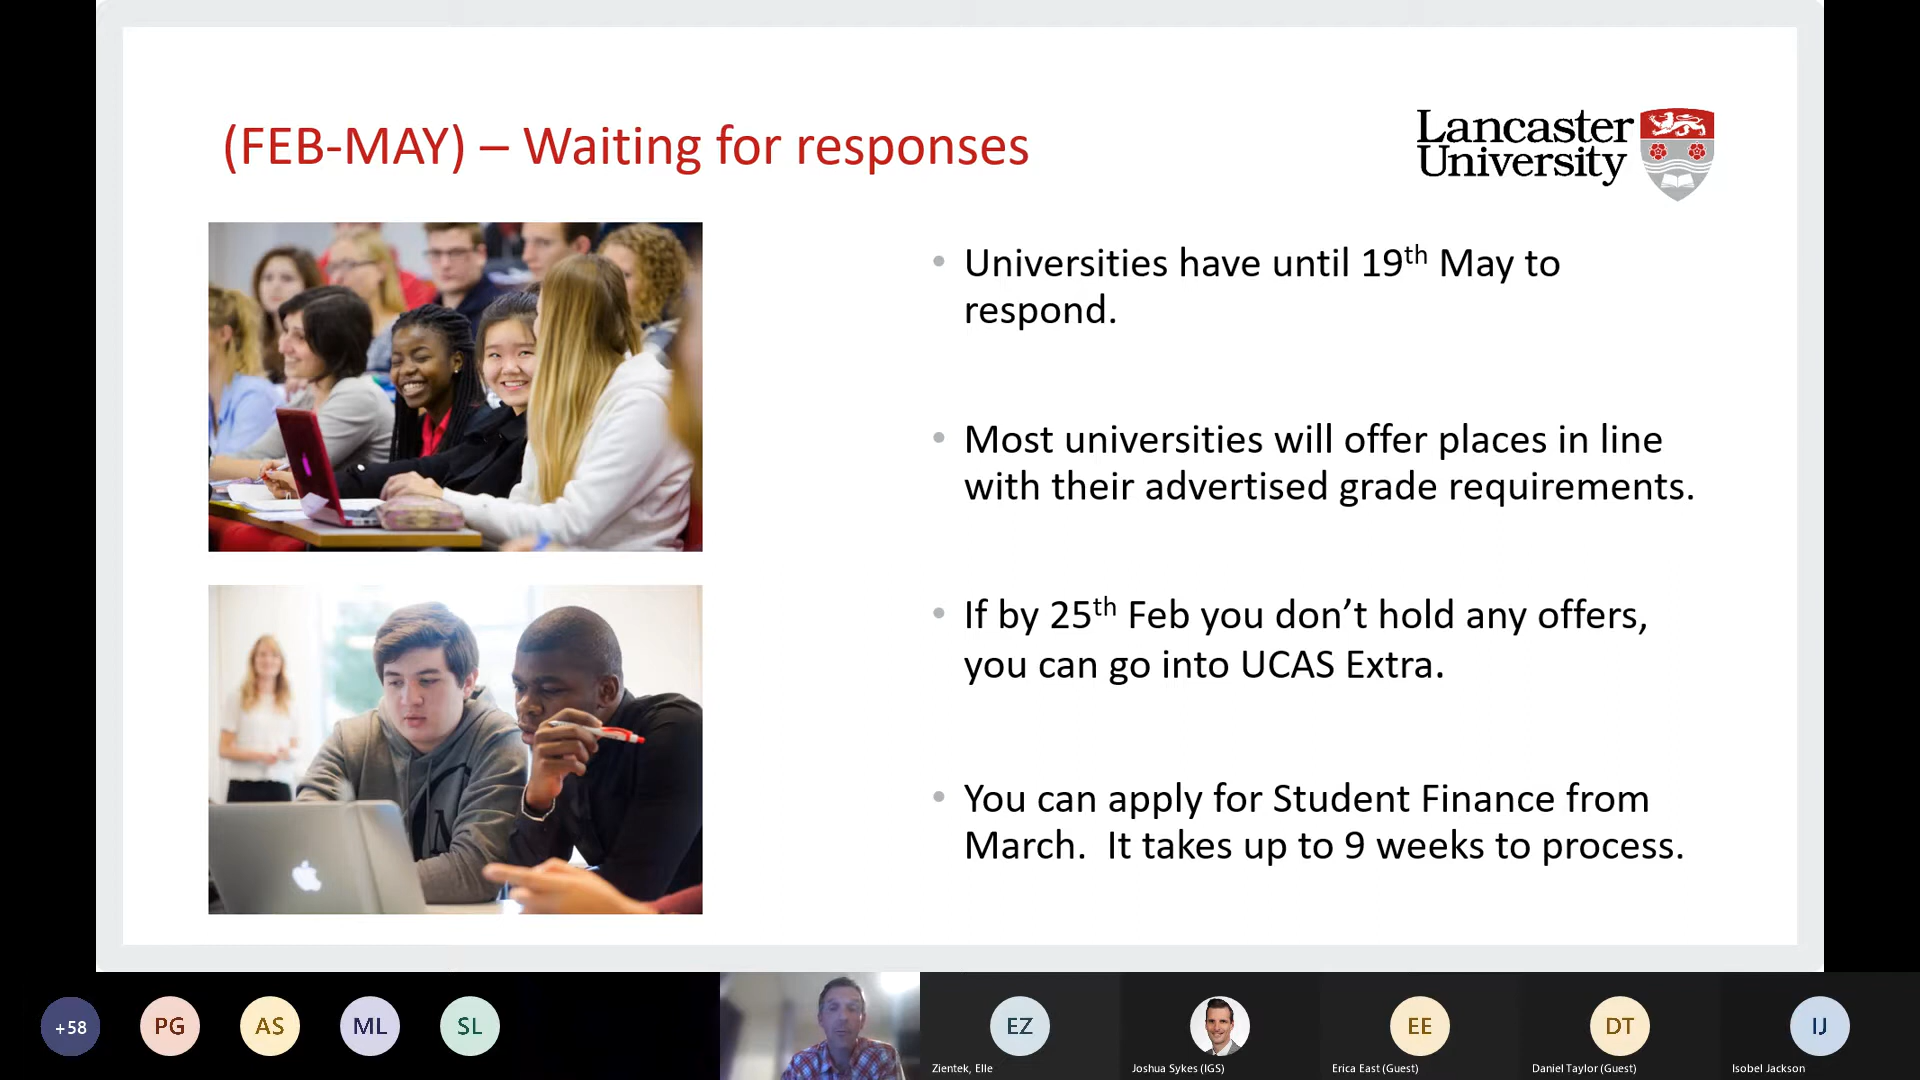 (FEB-MAY) – Waiting for responses
Lancaster
University
Universities have until 19th May to
respond.
Most universities will offer places in line
with their advertised grade requirements.
If by 25th Feb you don’t hold any offers,
you can go into UCAS Extra.
You can apply for Student Finance from
March.  It takes up to 9 weeks to process.
+58
PG
AS
ML
SL
EZ
Zientek, Elle
Joshua Sykes (IGS)
EE
Erica East (Guest)
DT
Daniel Taylor (Guest)
IJ
Isobel Jackson